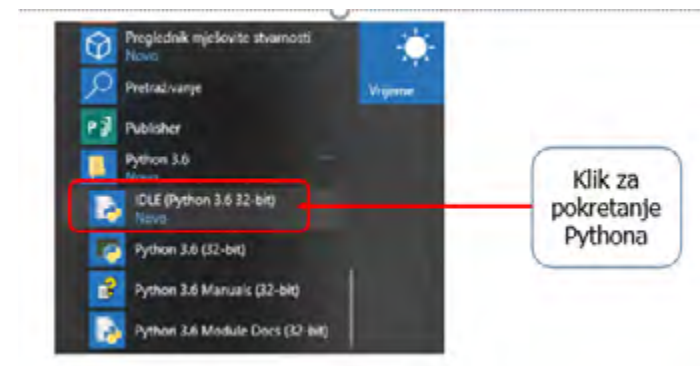 Preglednik mješovite stvarnosti
Novo
Pretraživanje
Vrijeme
Publisher
Python 3.6
Novo
IDLE (Python 3.6 32-bit)
Novo
Python 3.6 (32-bit)
Python 3.6 Manuals (32-bit)
Python 3.6 Module Docs (32-bit)
Klik za
pokretanje
Pythona